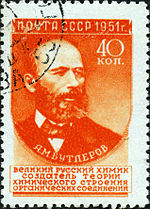 ПОЧТА СССР 1951г.
40
КОП.
А.М.БУТЛЕРОВ
ВЕЛИКИЙ РУССКИЙ ХИМИК
СОЗДАТЕЛЬ ТЕОРИИ
ХИМИЧЕСКОГО СТРОЕНИЯ
ОРГАНИЧЕСКИХ СОЕДИНЕНИЙ